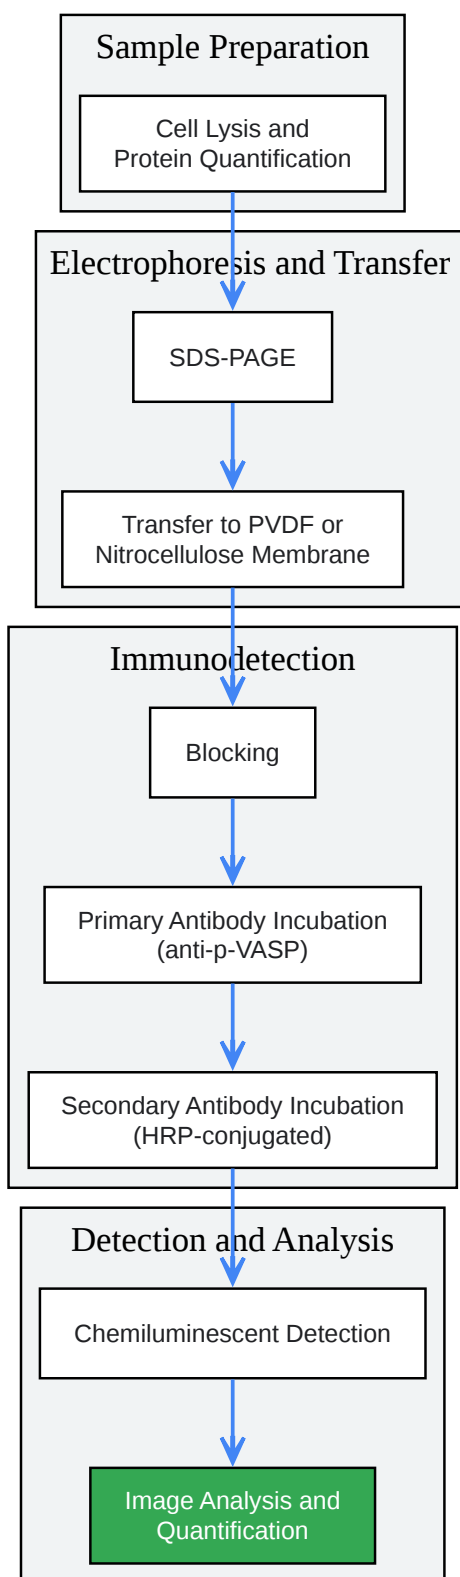 Sample Preparation
Cell Lysis and
Protein Quantification
Electrophoresis and Transfer
SDS-PAGE
Transfer to PVDF or
Nitrocellulose Membrane
Immunodetection
Blocking
Primary Antibody Incubation
(anti-p-VASP)
Secondary Antibody Incubation
(HRP-conjugated)
Detection and Analysis
Chemiluminescent Detection
Image Analysis and
Quantification